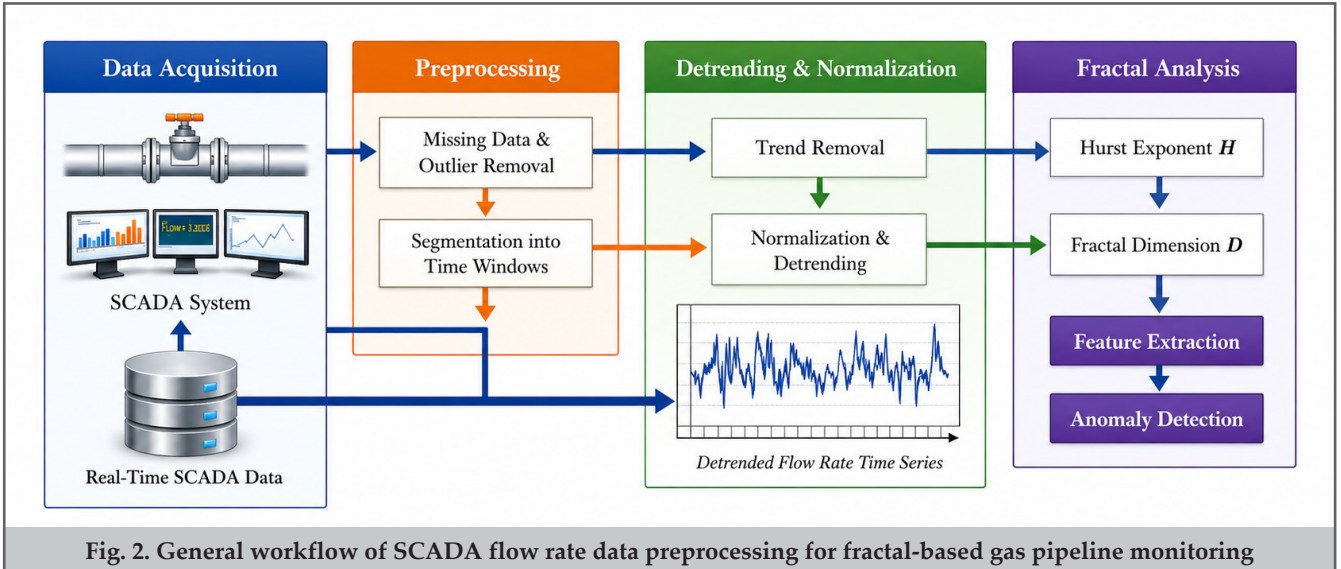 Data Acquisition
SCADA System
Real-Time SCADA Data
Preprocessing
Missing Data &
Outlier Removal
Segmentation into
Time Windows
Detrending & Normalization
Trend Removal
Normalization &
Detrending
Detrended Flow Rate Time Series
Fractal Analysis
Hurst Exponent H
Fractal Dimension D
Feature Extraction
Anomaly Detection
Fig. 2. General workflow of SCADA flow rate data preprocessing for fractal-based gas pipeline monitoring